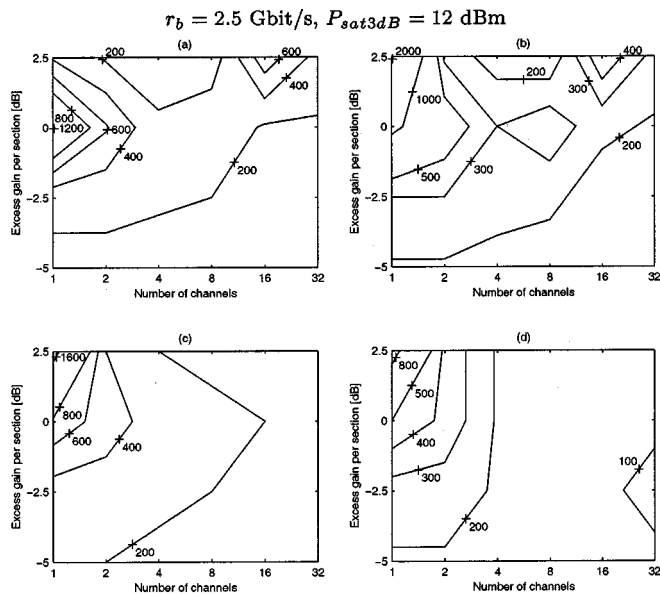 r_b = 2.5 Gbit/s, P_sat3dB = 12 dBm
(a)
Excess gain per section [dB]
2.5
0
−2.5
−5
200
600
400
800
1200
600
400
200
1 2 4 8 16 32
Number of channels
(b)
Excess gain per section [dB]
2.5
0
−2.5
−5
2000
400
200
300
1000
200
500
300
1 2 4 8 16 32
Number of channels
(c)
Excess gain per section [dB]
2.5
0
−2.5
−5
1600
800
600
400
200
1 2 4 8 16 32
Number of channels
(d)
Excess gain per section [dB]
2.5
0
−2.5
−5
800
500
400
300
100
200
1 2 4 8 16 32
Number of channels